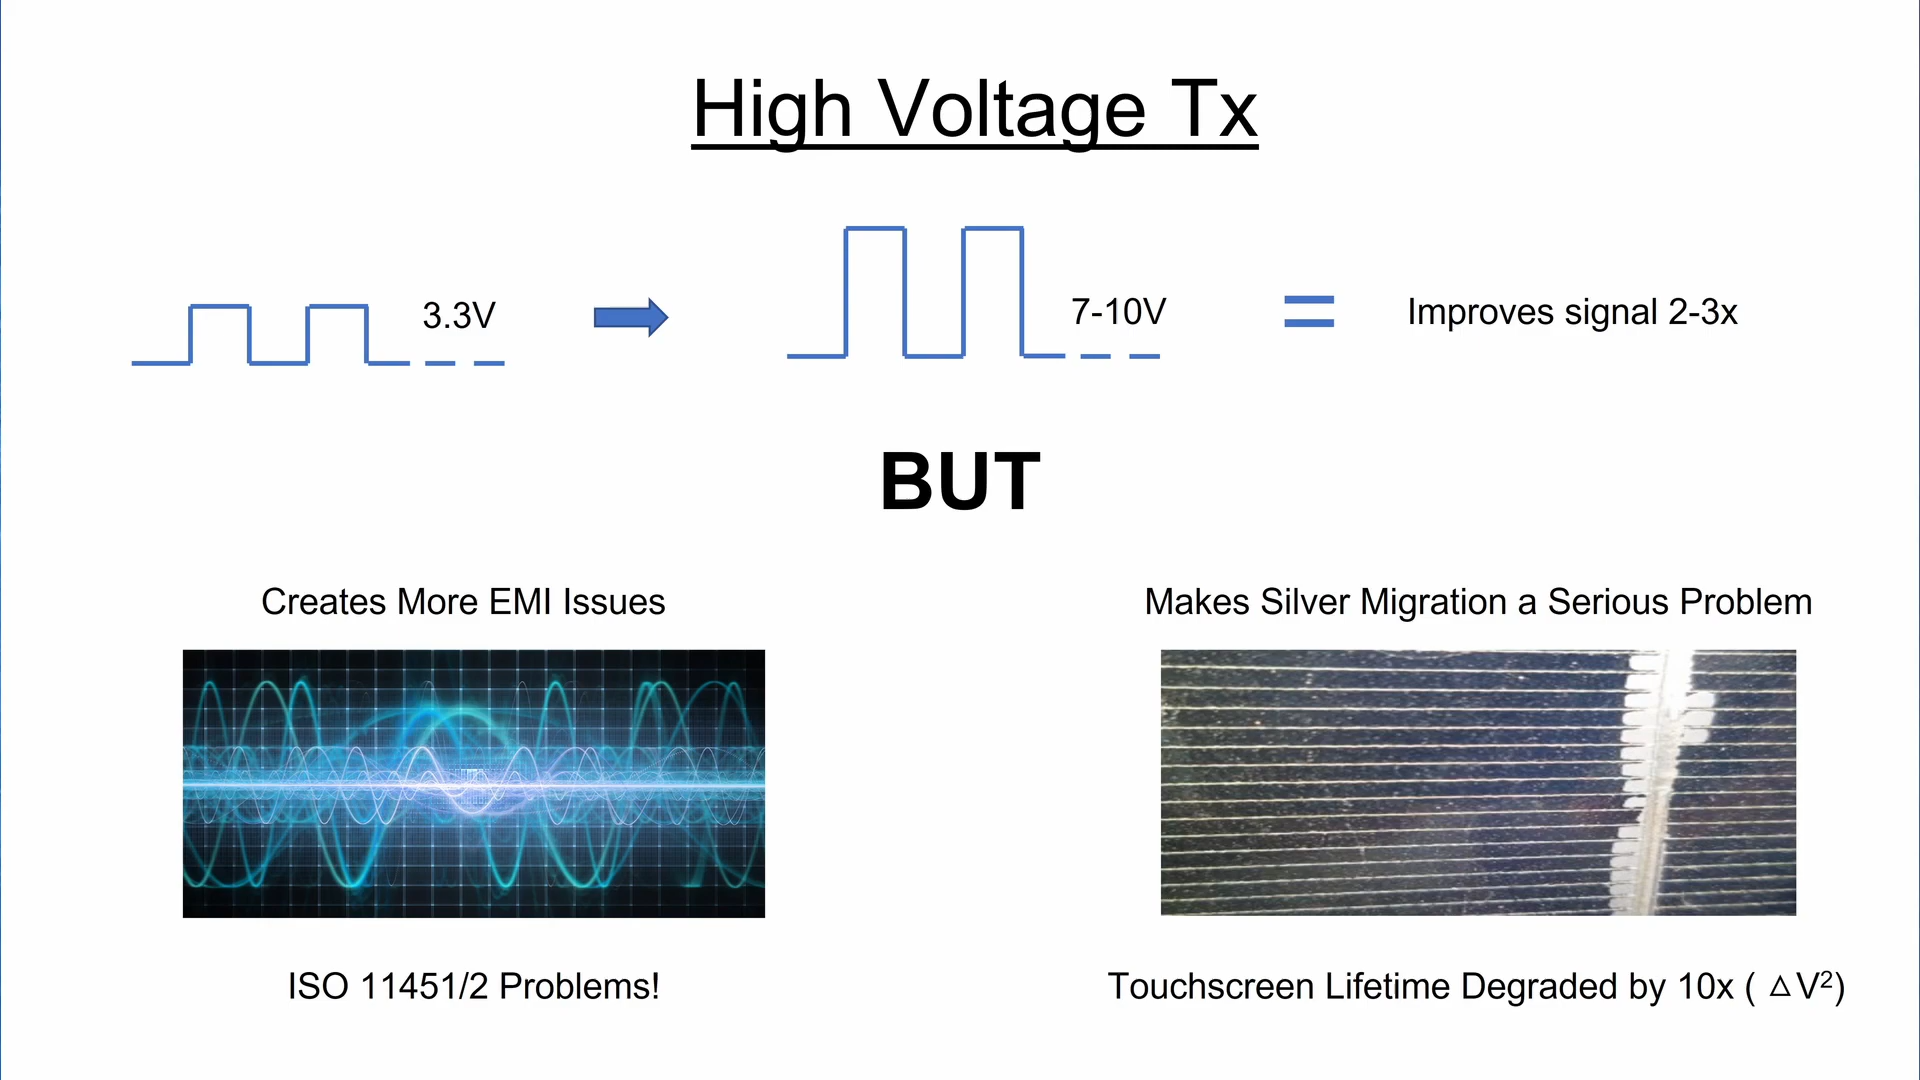 High Voltage Tx
3.3V
7-10V
Improves signal 2-3x
BUT
Creates More EMI Issues
Makes Silver Migration a Serious Problem
ISO 11451/2 Problems!
Touchscreen Lifetime Degraded by 10x ( △V²)